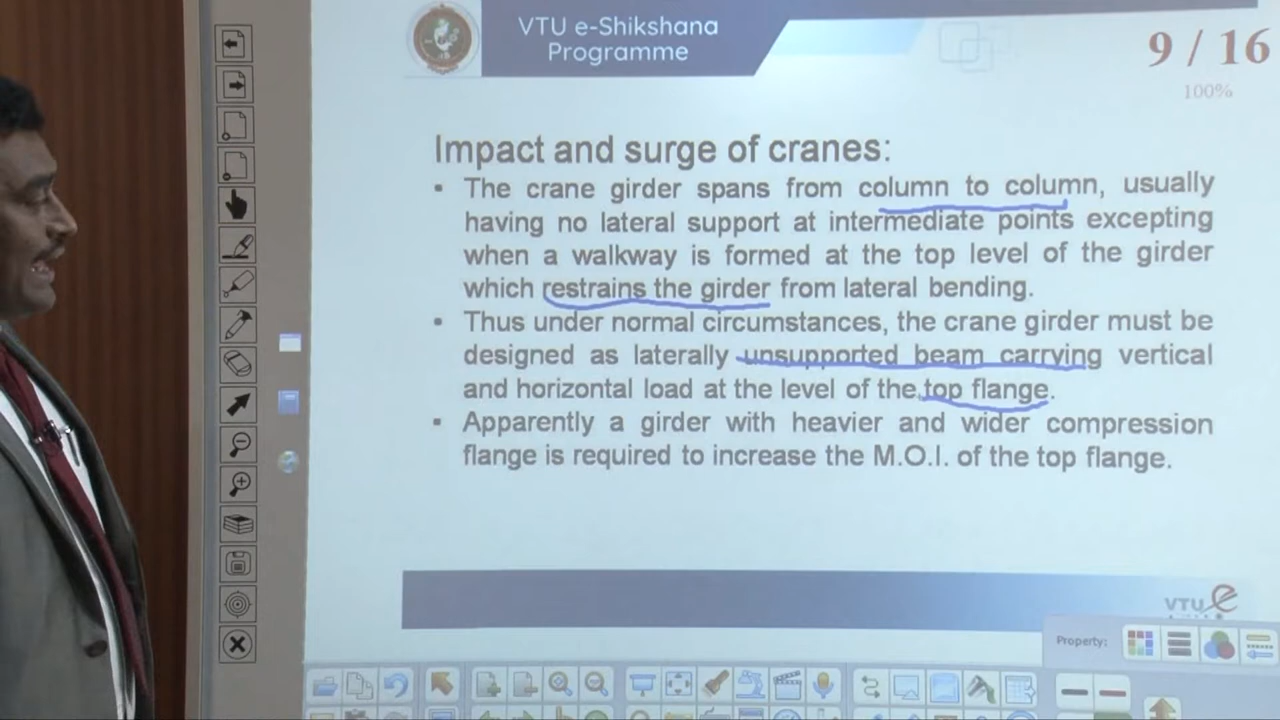 VTU e-Shikshana
Programme
9 / 16
100%
Impact and surge of cranes:
▪ The crane girder spans from column to column, usually
having no lateral support at intermediate points excepting
when a walkway is formed at the top level of the girder
which restrains the girder from lateral bending.
▪ Thus under normal circumstances, the crane girder must be
designed as laterally unsupported beam carrying vertical
and horizontal load at the level of the top flange.
▪ Apparently a girder with heavier and wider compression
flange is required to increase the M.O.I. of the top flange.
VTU e
Property: